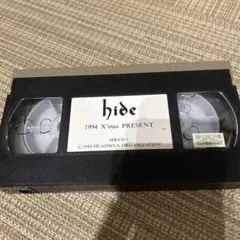 hide
1994 X'mas PRESENT
©1994 HEADWAX ORGANIZATION